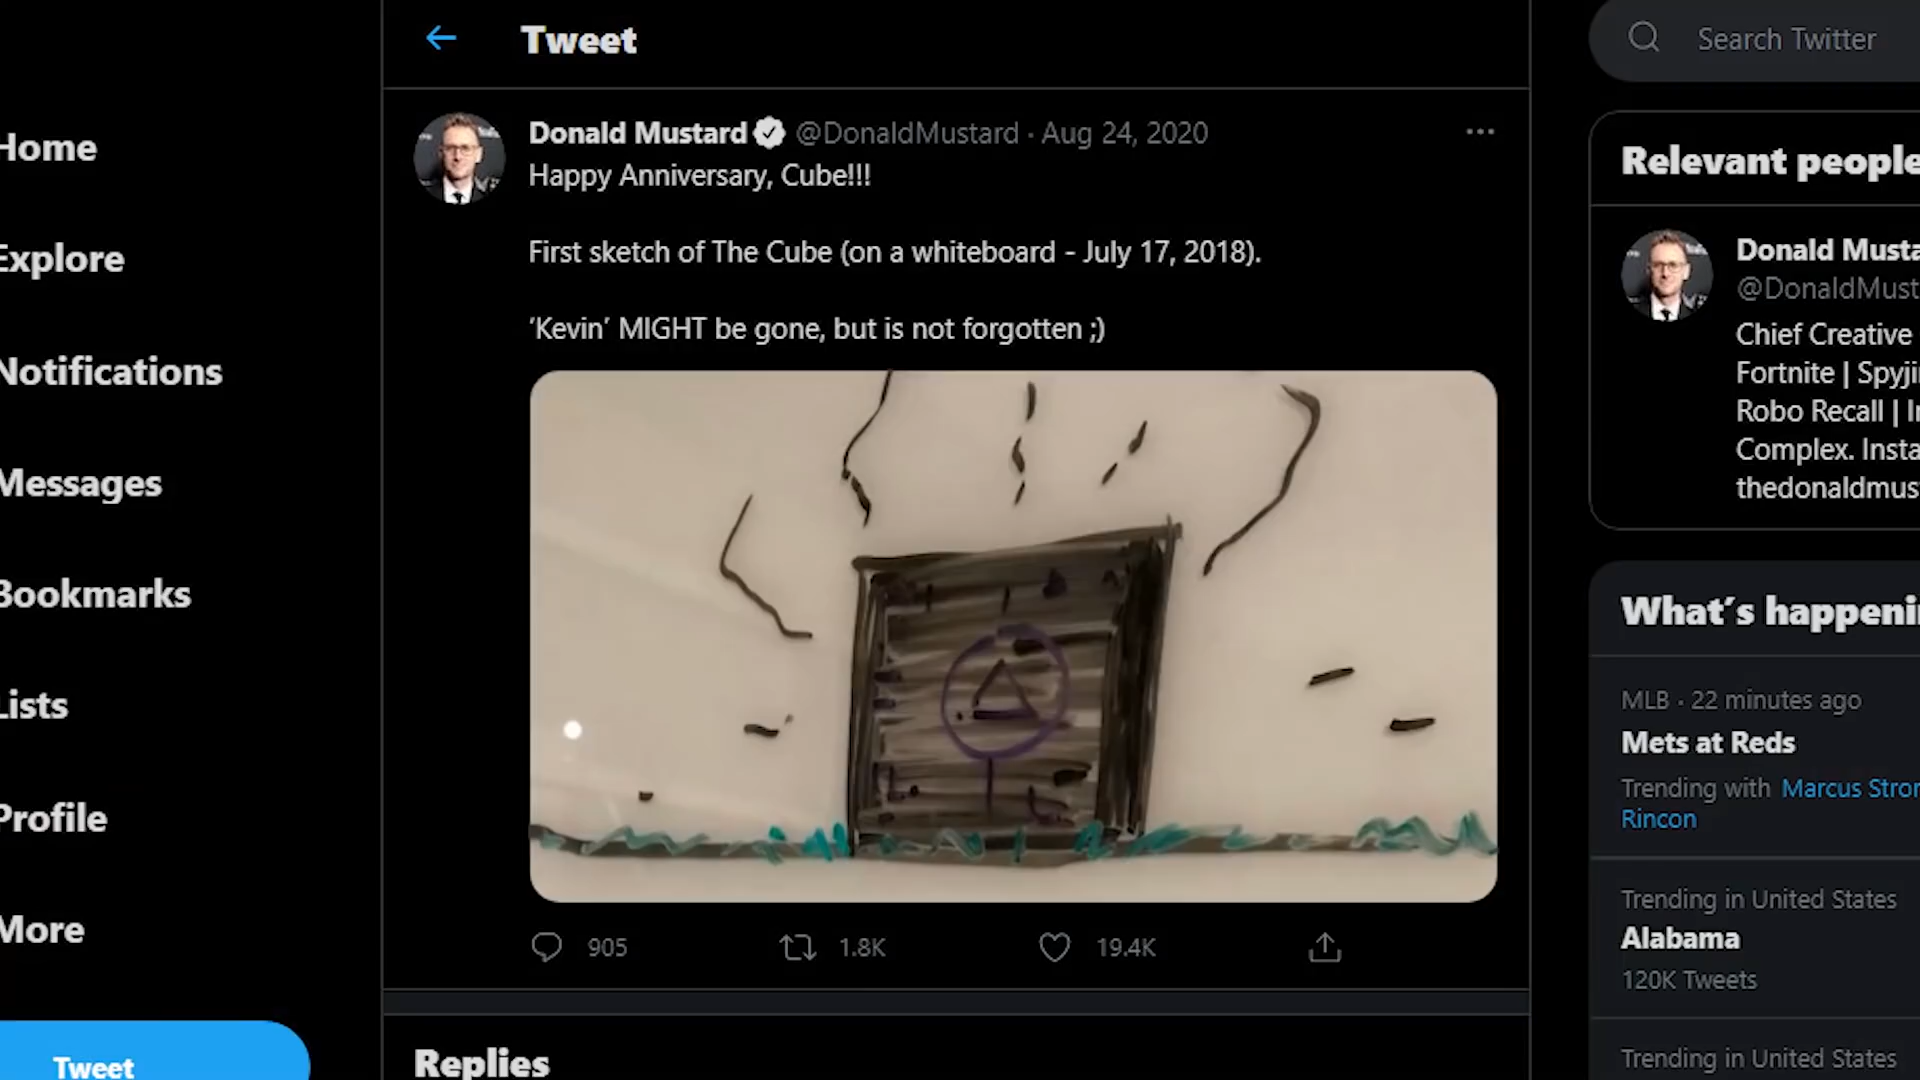 Tweet
Search Twitter
Home
Explore
Notifications
Messages
Bookmarks
Lists
Profile
More
Tweet
Donald Mustard @DonaldMustard · Aug 24, 2020
Happy Anniversary, Cube!!!
First sketch of The Cube (on a whiteboard - July 17, 2018).
‘Kevin’ MIGHT be gone, but is not forgotten ;)
905 1.8K 19.4K
Replies
Relevant people
Donald Musta
@DonaldMust
Chief Creative
Fortnite | Spyji
Robo Recall | I
Complex. Insta
thedonaldmus
What's happeni
MLB · 22 minutes ago
Mets at Reds
Trending with Marcus Stro
Rincon
Trending in United States
Alabama
120K Tweets
Trending in United States